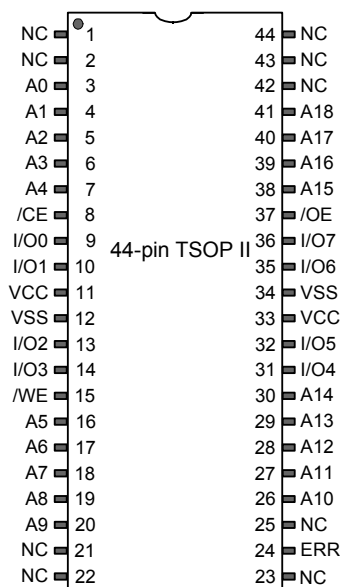 NC 1 44 NC
NC 2 43 NC
A0 3 42 NC
A1 4 41 A18
A2 5 40 A17
A3 6 39 A16
A4 7 38 A15
/CE 8 37 /OE
I/O0 9 36 I/O7
44-pin TSOP II
I/O1 10 35 I/O6
VCC 11 34 VSS
VSS 12 33 VCC
I/O2 13 32 I/O5
I/O3 14 31 I/O4
/WE 15 30 A14
A5 16 29 A13
A6 17 28 A12
A7 18 27 A11
A8 19 26 A10
A9 20 25 NC
NC 21 24 ERR
NC 22 23 NC